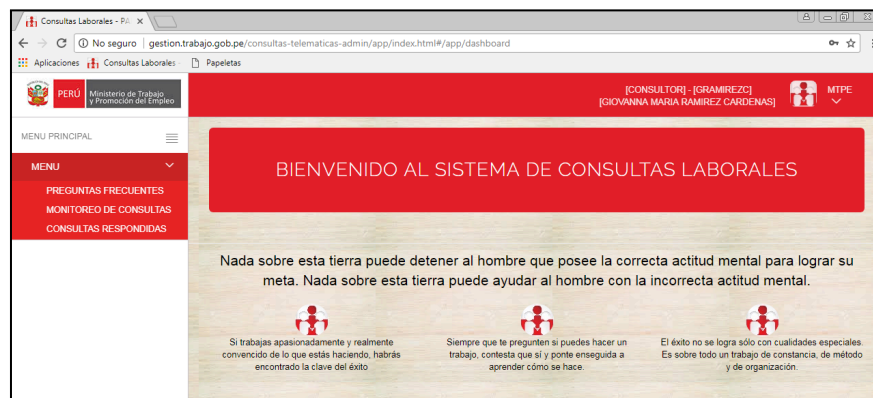 Consultas Laborales - PA
No seguro | gestion.trabajo.gob.pe/consultas-telematicas-admin/app/index.html#/app/dashboard
Aplicaciones Consultas Laborales - Papeletas
PERÚ Ministerio de Trabajo
y Promoción del Empleo
[CONSULTOR] - [GRAMIREZC]
[GIOVANNA MARIA RAMIREZ CARDENAS]
MTPE
MENU PRINCIPAL
MENU
PREGUNTAS FRECUENTES
MONITOREO DE CONSULTAS
CONSULTAS RESPONDIDAS
BIENVENIDO AL SISTEMA DE CONSULTAS LABORALES
Nada sobre esta tierra puede detener al hombre que posee la correcta actitud mental para lograr su
meta. Nada sobre esta tierra puede ayudar al hombre con la incorrecta actitud mental.
Si trabajas apasionadamente y realmente
convencido de lo que estás haciendo, habrás
encontrado la clave del éxito
Siempre que te pregunten si puedes hacer un
trabajo, contesta que sí y ponte enseguida a
aprender cómo se hace.
El éxito no se logra sólo con cualidades especiales.
Es sobre todo un trabajo de constancia, de método
y de organización.